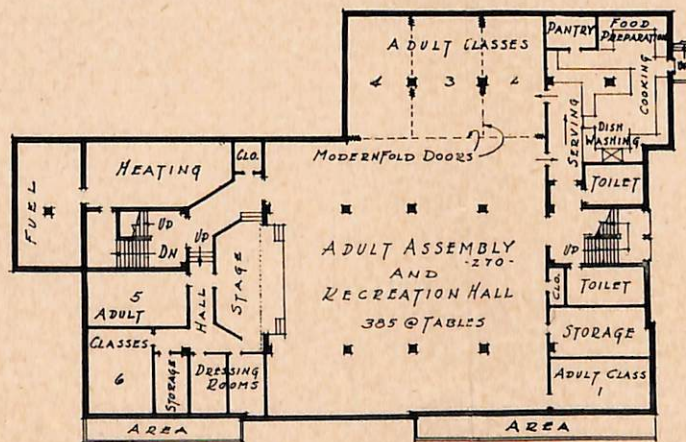 ADULT CLASSES
4 3 2
PANTRY
FOOD
PREPARATION
COOKING
SERVING
DISH
WASHING
MODERNFOLD DOORS
TOILET
UP
CLO.
TOILET
STORAGE
ADULT CLASS
1
HEATING
CLO.
FUEL
UP
DN
UP
HALL
STAGE
5
ADULT
CLASSES
6
STORAGE
DRESSING
ROOMS
ADULT ASSEMBLY
-270-
AND
RECREATION HALL
385 @ TABLES
AREA
AREA